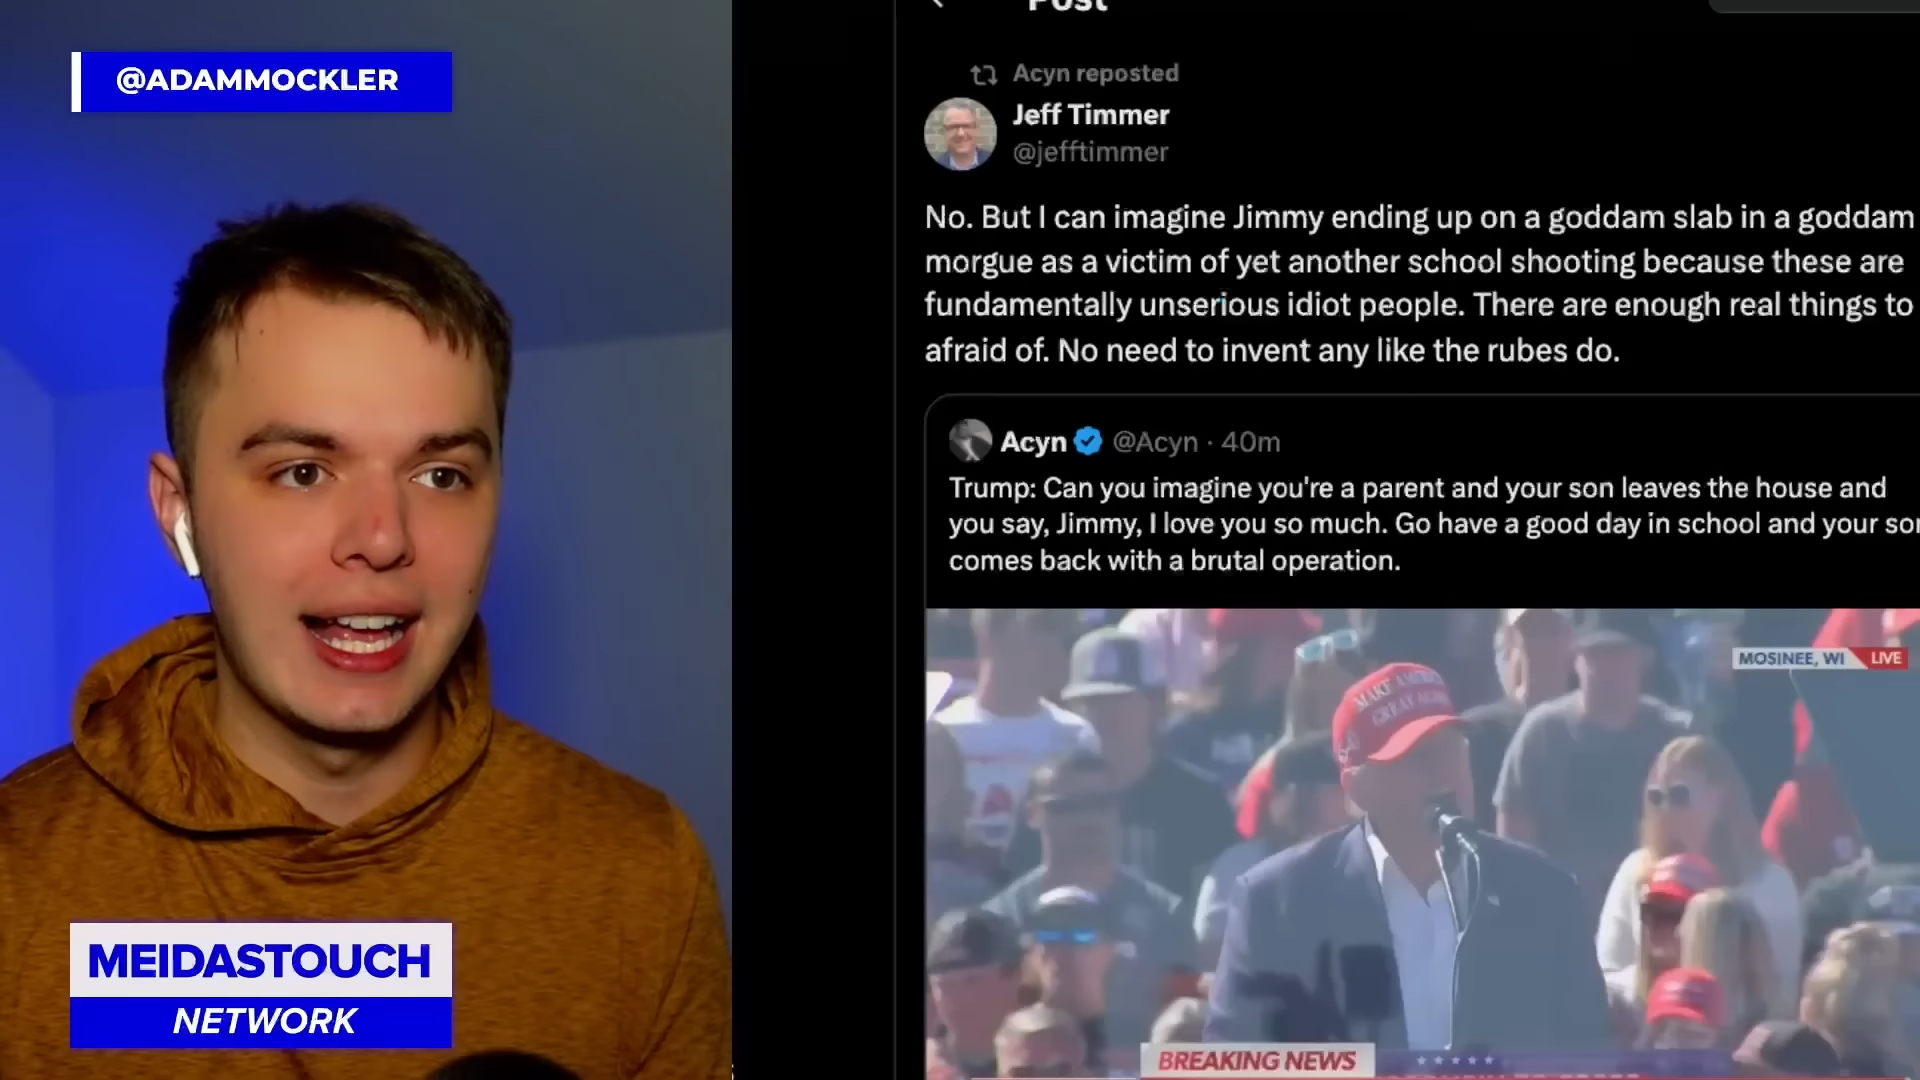 @ADAMMOCKLER
Post
Acyn reposted
Jeff Timmer
@jefftimmer
No. But I can imagine Jimmy ending up on a goddam slab in a goddam
morgue as a victim of yet another school shooting because these are
fundamentally unserious idiot people. There are enough real things to
afraid of. No need to invent any like the rubes do.
Acyn @Acyn · 40m
Trump: Can you imagine you're a parent and your son leaves the house and
you say, Jimmy, I love you so much. Go have a good day in school and your son
comes back with a brutal operation.
MOSINEE, WI LIVE
MAKE AMERICA
GREAT AGAIN
BREAKING NEWS
MEIDASTOUCH
NETWORK